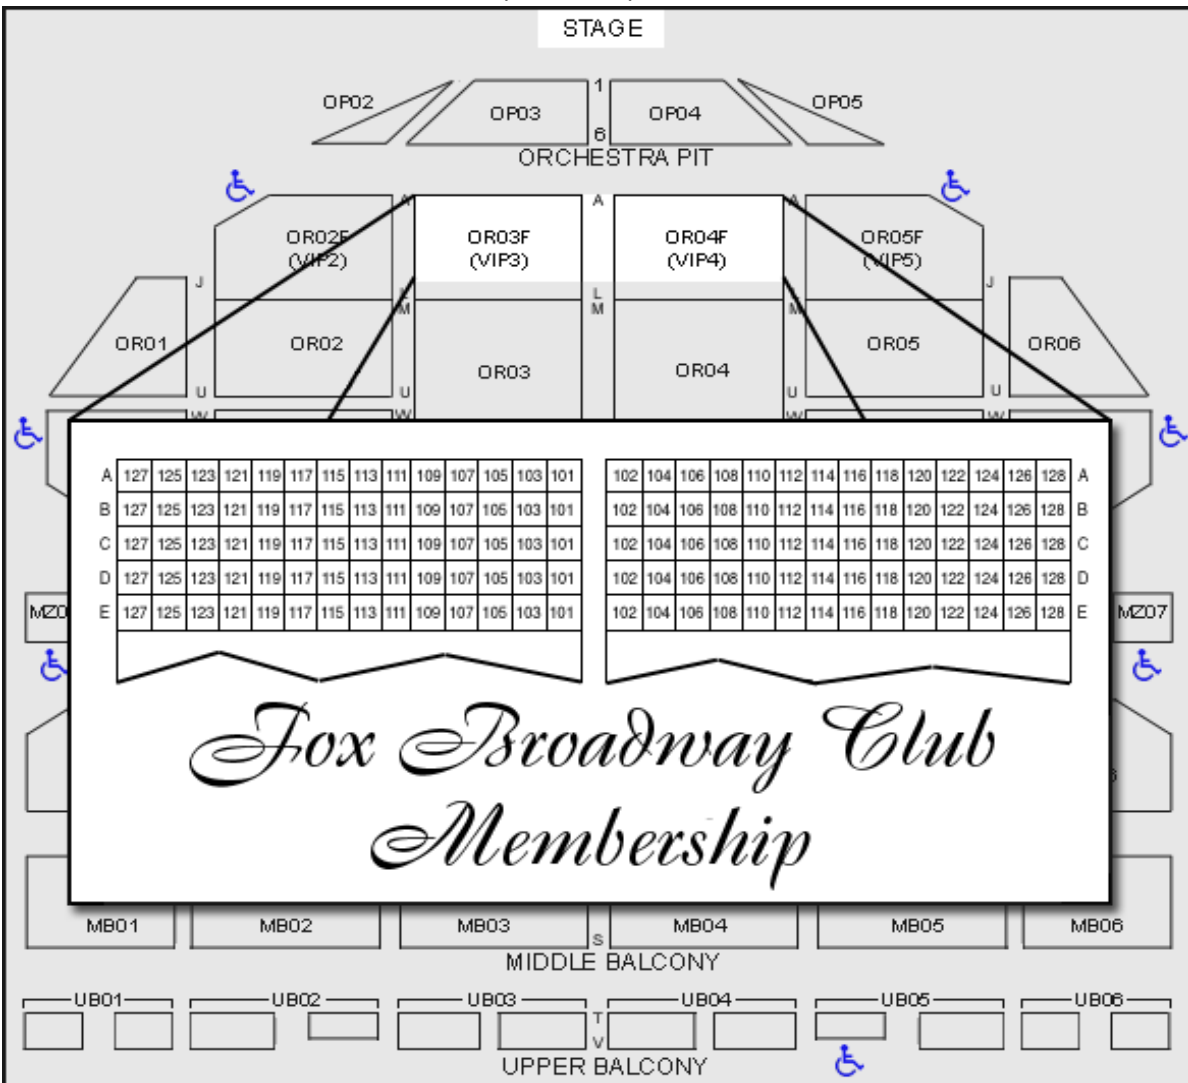 STAGE
OP02 OP03 1 OP04 OP05
6
ORCHESTRA PIT
A A A
OR02F (VIP2) OR03F (VIP3) OR04F (VIP4) OR05F (VIP5)
J L L J
M M M
OR01 OR02 OR03 OR04 OR05 OR06
U U U U
W W W W
A 127 125 123 121 119 117 115 113 111 109 107 105 103 101 102 104 106 108 110 112 114 116 118 120 122 124 126 128 A
B 127 125 123 121 119 117 115 113 111 109 107 105 103 101 102 104 106 108 110 112 114 116 118 120 122 124 126 128 B
C 127 125 123 121 119 117 115 113 111 109 107 105 103 101 102 104 106 108 110 112 114 116 118 120 122 124 126 128 C
D 127 125 123 121 119 117 115 113 111 109 107 105 103 101 102 104 106 108 110 112 114 116 118 120 122 124 126 128 D
E 127 125 123 121 119 117 115 113 111 109 107 105 103 101 102 104 106 108 110 112 114 116 118 120 122 124 126 128 E
MZ0 MZ07
Fox Broadway Club
Membership
MB01 MB02 MB03 S MB04 MB05 MB06
MIDDLE BALCONY
UB01 UB02 UB03 UB04 UB05 UB06
T
V
UPPER BALCONY